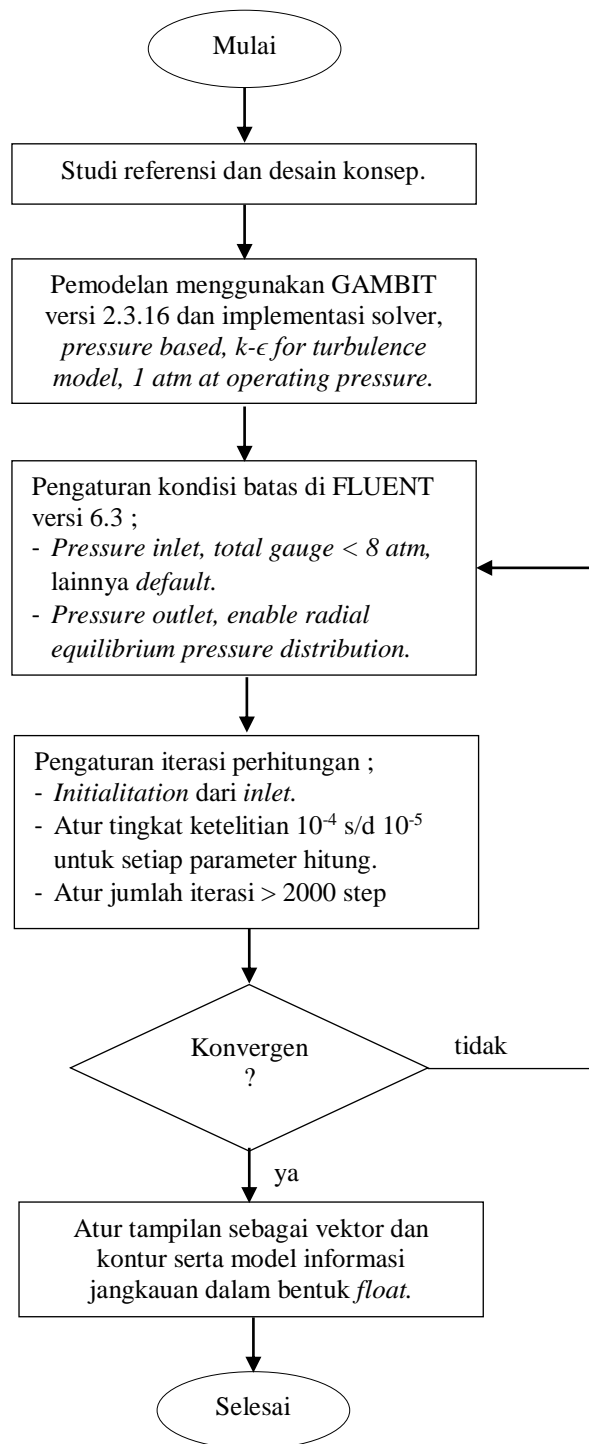 Mulai
Studi referensi dan desain konsep.
Pemodelan menggunakan GAMBIT
versi 2.3.16 dan implementasi solver,
pressure based, k-ϵ for turbulence
model, 1 atm at operating pressure.
Pengaturan kondisi batas di FLUENT
versi 6.3 ;
- Pressure inlet, total gauge < 8 atm,
lainnya default.
- Pressure outlet, enable radial
equilibrium pressure distribution.
Pengaturan iterasi perhitungan ;
- Initialitation dari inlet.
- Atur tingkat ketelitian 10⁻⁴ s/d 10⁻⁵
untuk setiap parameter hitung.
- Atur jumlah iterasi > 2000 step
Konvergen
?
tidak
ya
Atur tampilan sebagai vektor dan
kontur serta model informasi
jangkauan dalam bentuk float.
Selesai